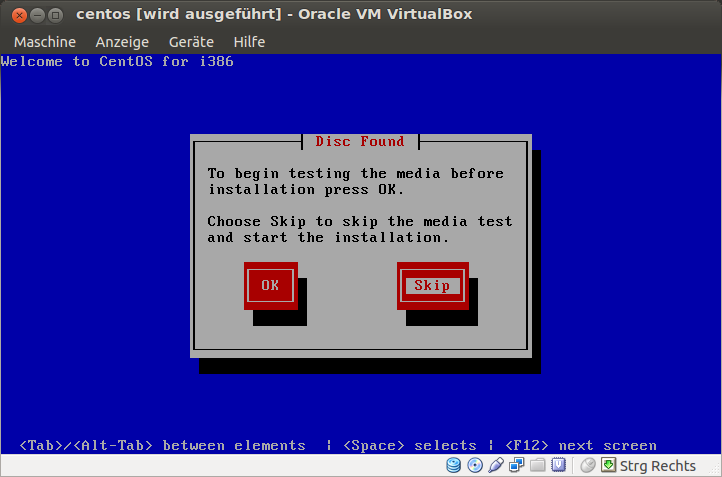 centos [wird ausgeführt] - Oracle VM VirtualBox
Maschine Anzeige Geräte Hilfe
Welcome to CentOS for i386
Disc Found
To begin testing the media before
installation press OK.
Choose Skip to skip the media test
and start the installation.
OK Skip
<Tab>/<Alt-Tab> between elements | <Space> selects | <F12> next screen
Strg Rechts